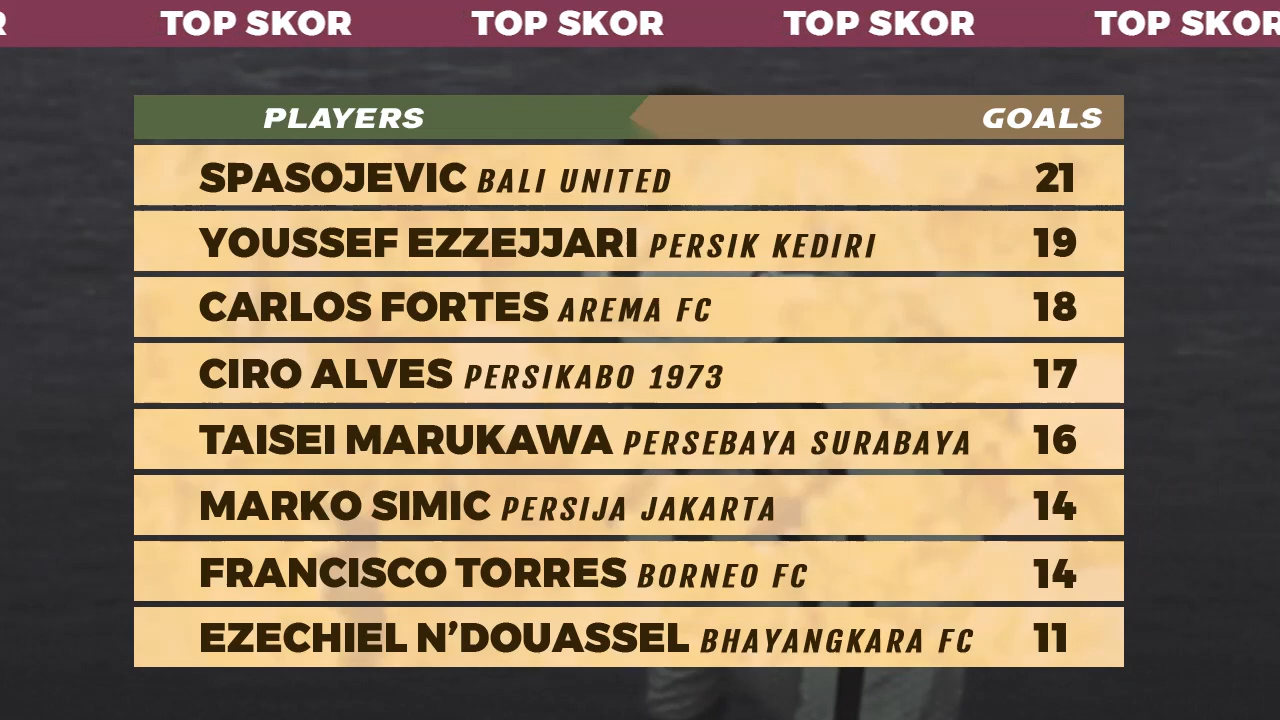 TOP SKOR TOP SKOR TOP SKOR TOP SKOR
PLAYERS GOALS
SPASOJEVIC BALI UNITED 21
YOUSSEF EZZEJJARI PERSIK KEDIRI 19
CARLOS FORTES AREMA FC 18
CIRO ALVES PERSIKABO 1973 17
TAISEI MARUKAWA PERSEBAYA SURABAYA 16
MARKO SIMIC PERSIJA JAKARTA 14
FRANCISCO TORRES BORNEO FC 14
EZECHIEL N'DOUASSEL BHAYANGKARA FC 11